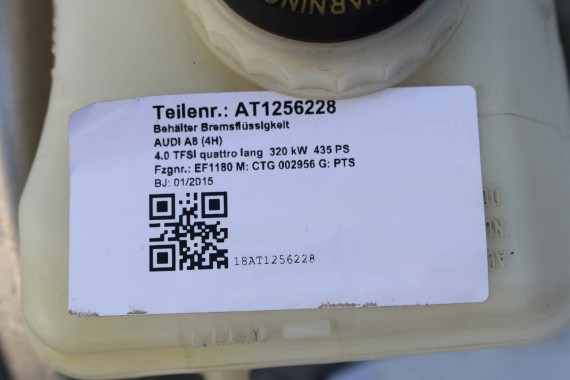 WARNING
Teilenr.: AT1256228
Behälter Bremsflüssigkeit
AUDI A8 (4H)
4.0 TFSI quattro lang 320 kW 435 PS
Fzgnr.: EF1180 M: CTG 002956 G: PTS
BJ: 01/2015
18AT1256228